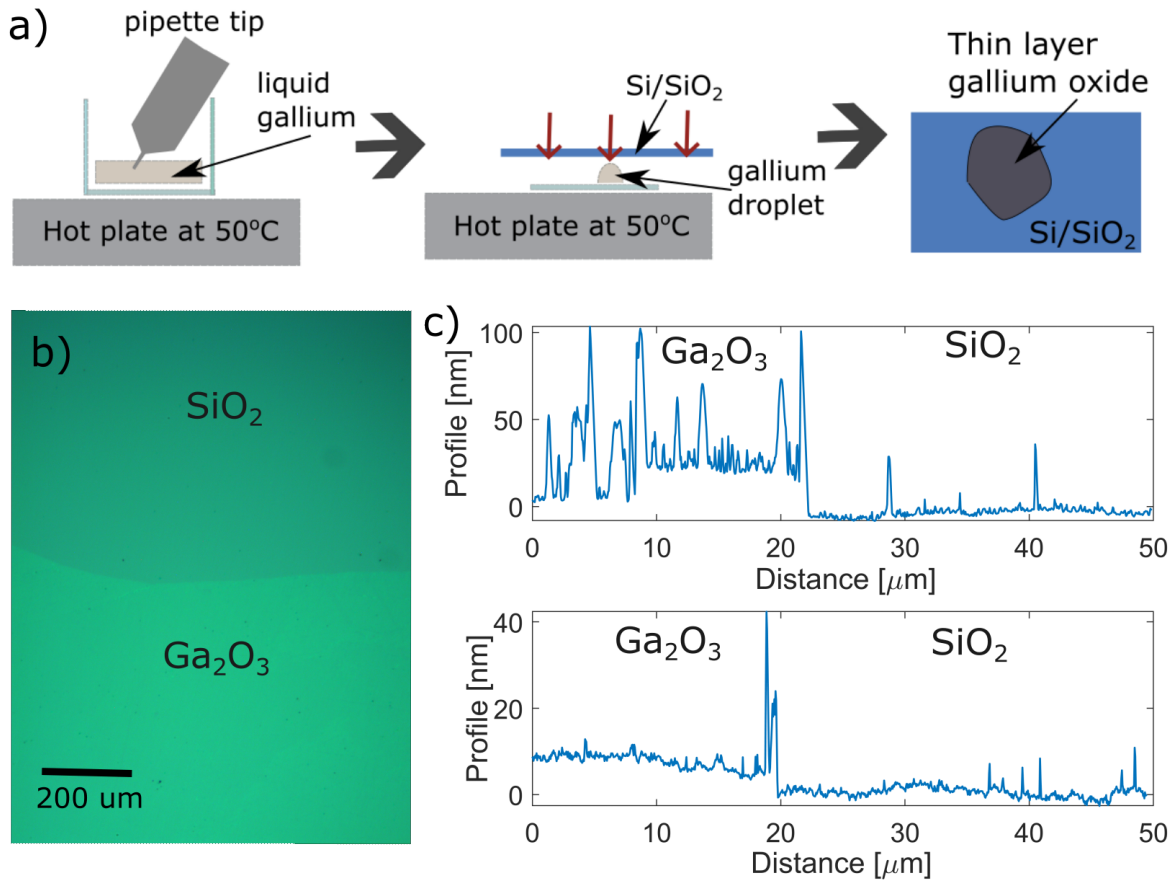 a)
pipette tip
liquid
gallium
Hot plate at 50°C
Si/SiO₂
gallium
droplet
Hot plate at 50°C
Thin layer
gallium oxide
Si/SiO₂
b)
SiO₂
Ga₂O₃
200 um
c)
Profile [nm]
100
50
0
Ga₂O₃
SiO₂
0 10 20 30 40 50
Distance [μm]
Profile [nm]
40
20
0
Ga₂O₃
SiO₂
0 10 20 30 40 50
Distance [μm]